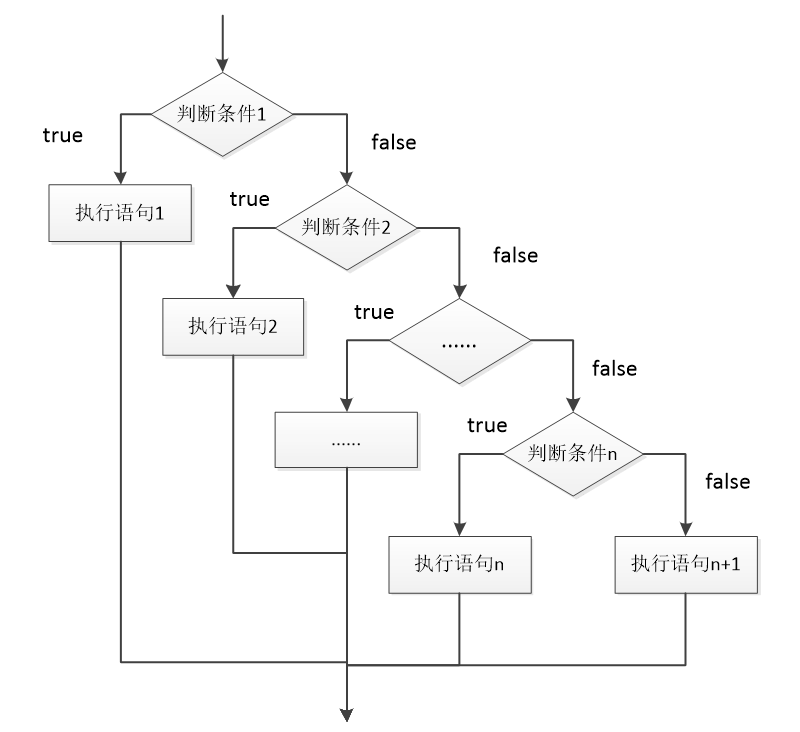 判断条件1
true
false
执行语句1
true
判断条件2
false
执行语句2
true
......
false
......
true
判断条件n
false
执行语句n
执行语句n+1